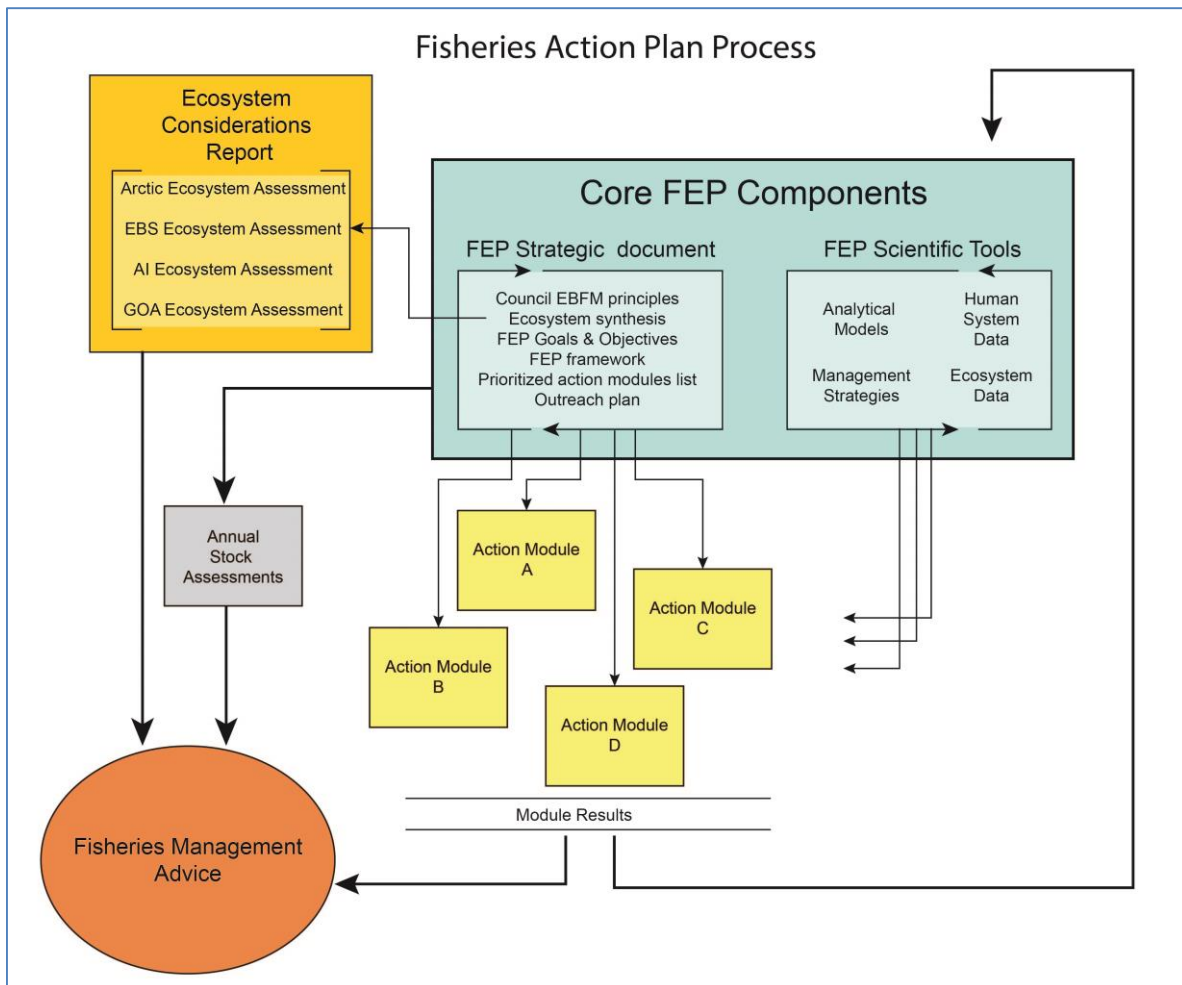 Fisheries Action Plan Process
Ecosystem
Considerations
Report
Arctic Ecosystem Assessment
EBS Ecosystem Assessment
AI Ecosystem Assessment
GOA Ecosystem Assessment
Core FEP Components
FEP Strategic document
Council EBFM principles
Ecosystem synthesis
FEP Goals & Objectives
FEP framework
Prioritized action modules list
Outreach plan
FEP Scientific Tools
Analytical
Models
Human
System
Data
Management
Strategies
Ecosystem
Data
Annual
Stock
Assessments
Action Module
A
Action Module
B
Action Module
C
Action Module
D
Module Results
Fisheries Management
Advice